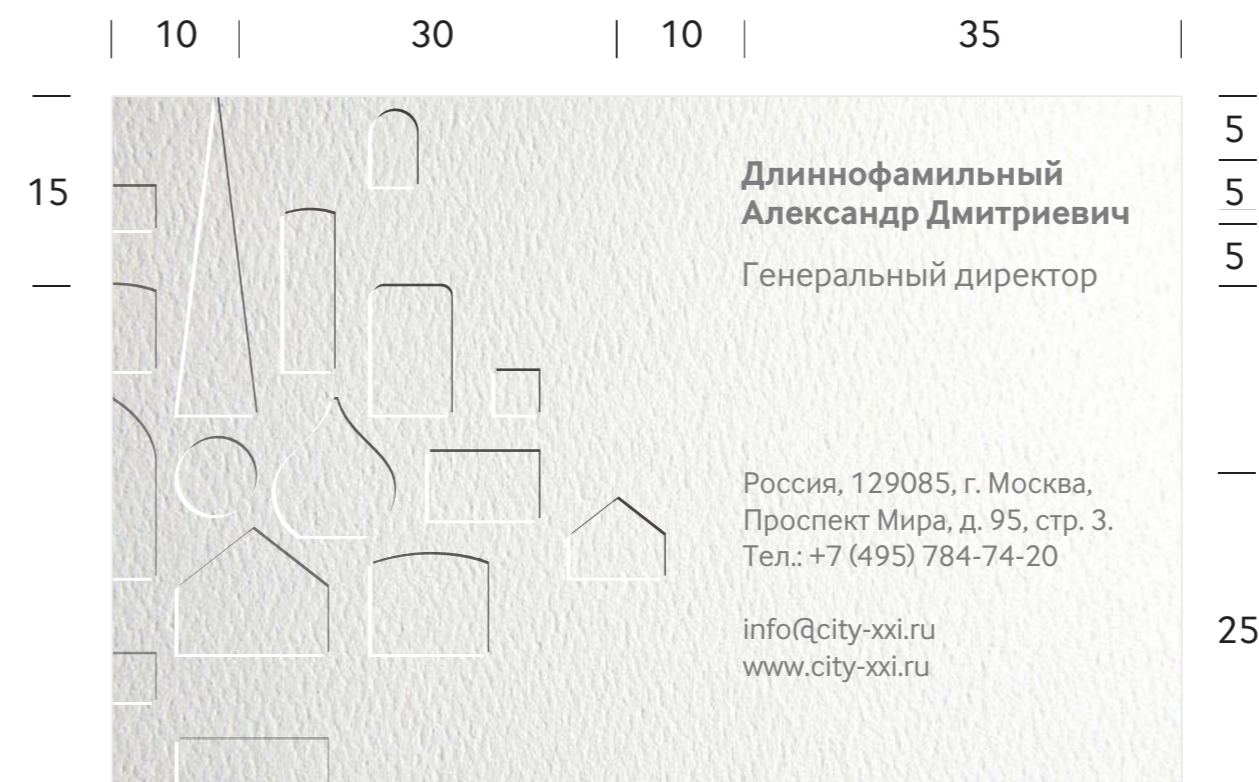 10 30 10 35
15
5
5
5
25
Длиннофамильный
Александр Дмитриевич
Генеральный директор
Россия, 129085, г. Москва,
Проспект Мира, д. 95, стр. 3.
Тел.: +7 (495) 784-74-20
info@city-xxi.ru
www.city-xxi.ru